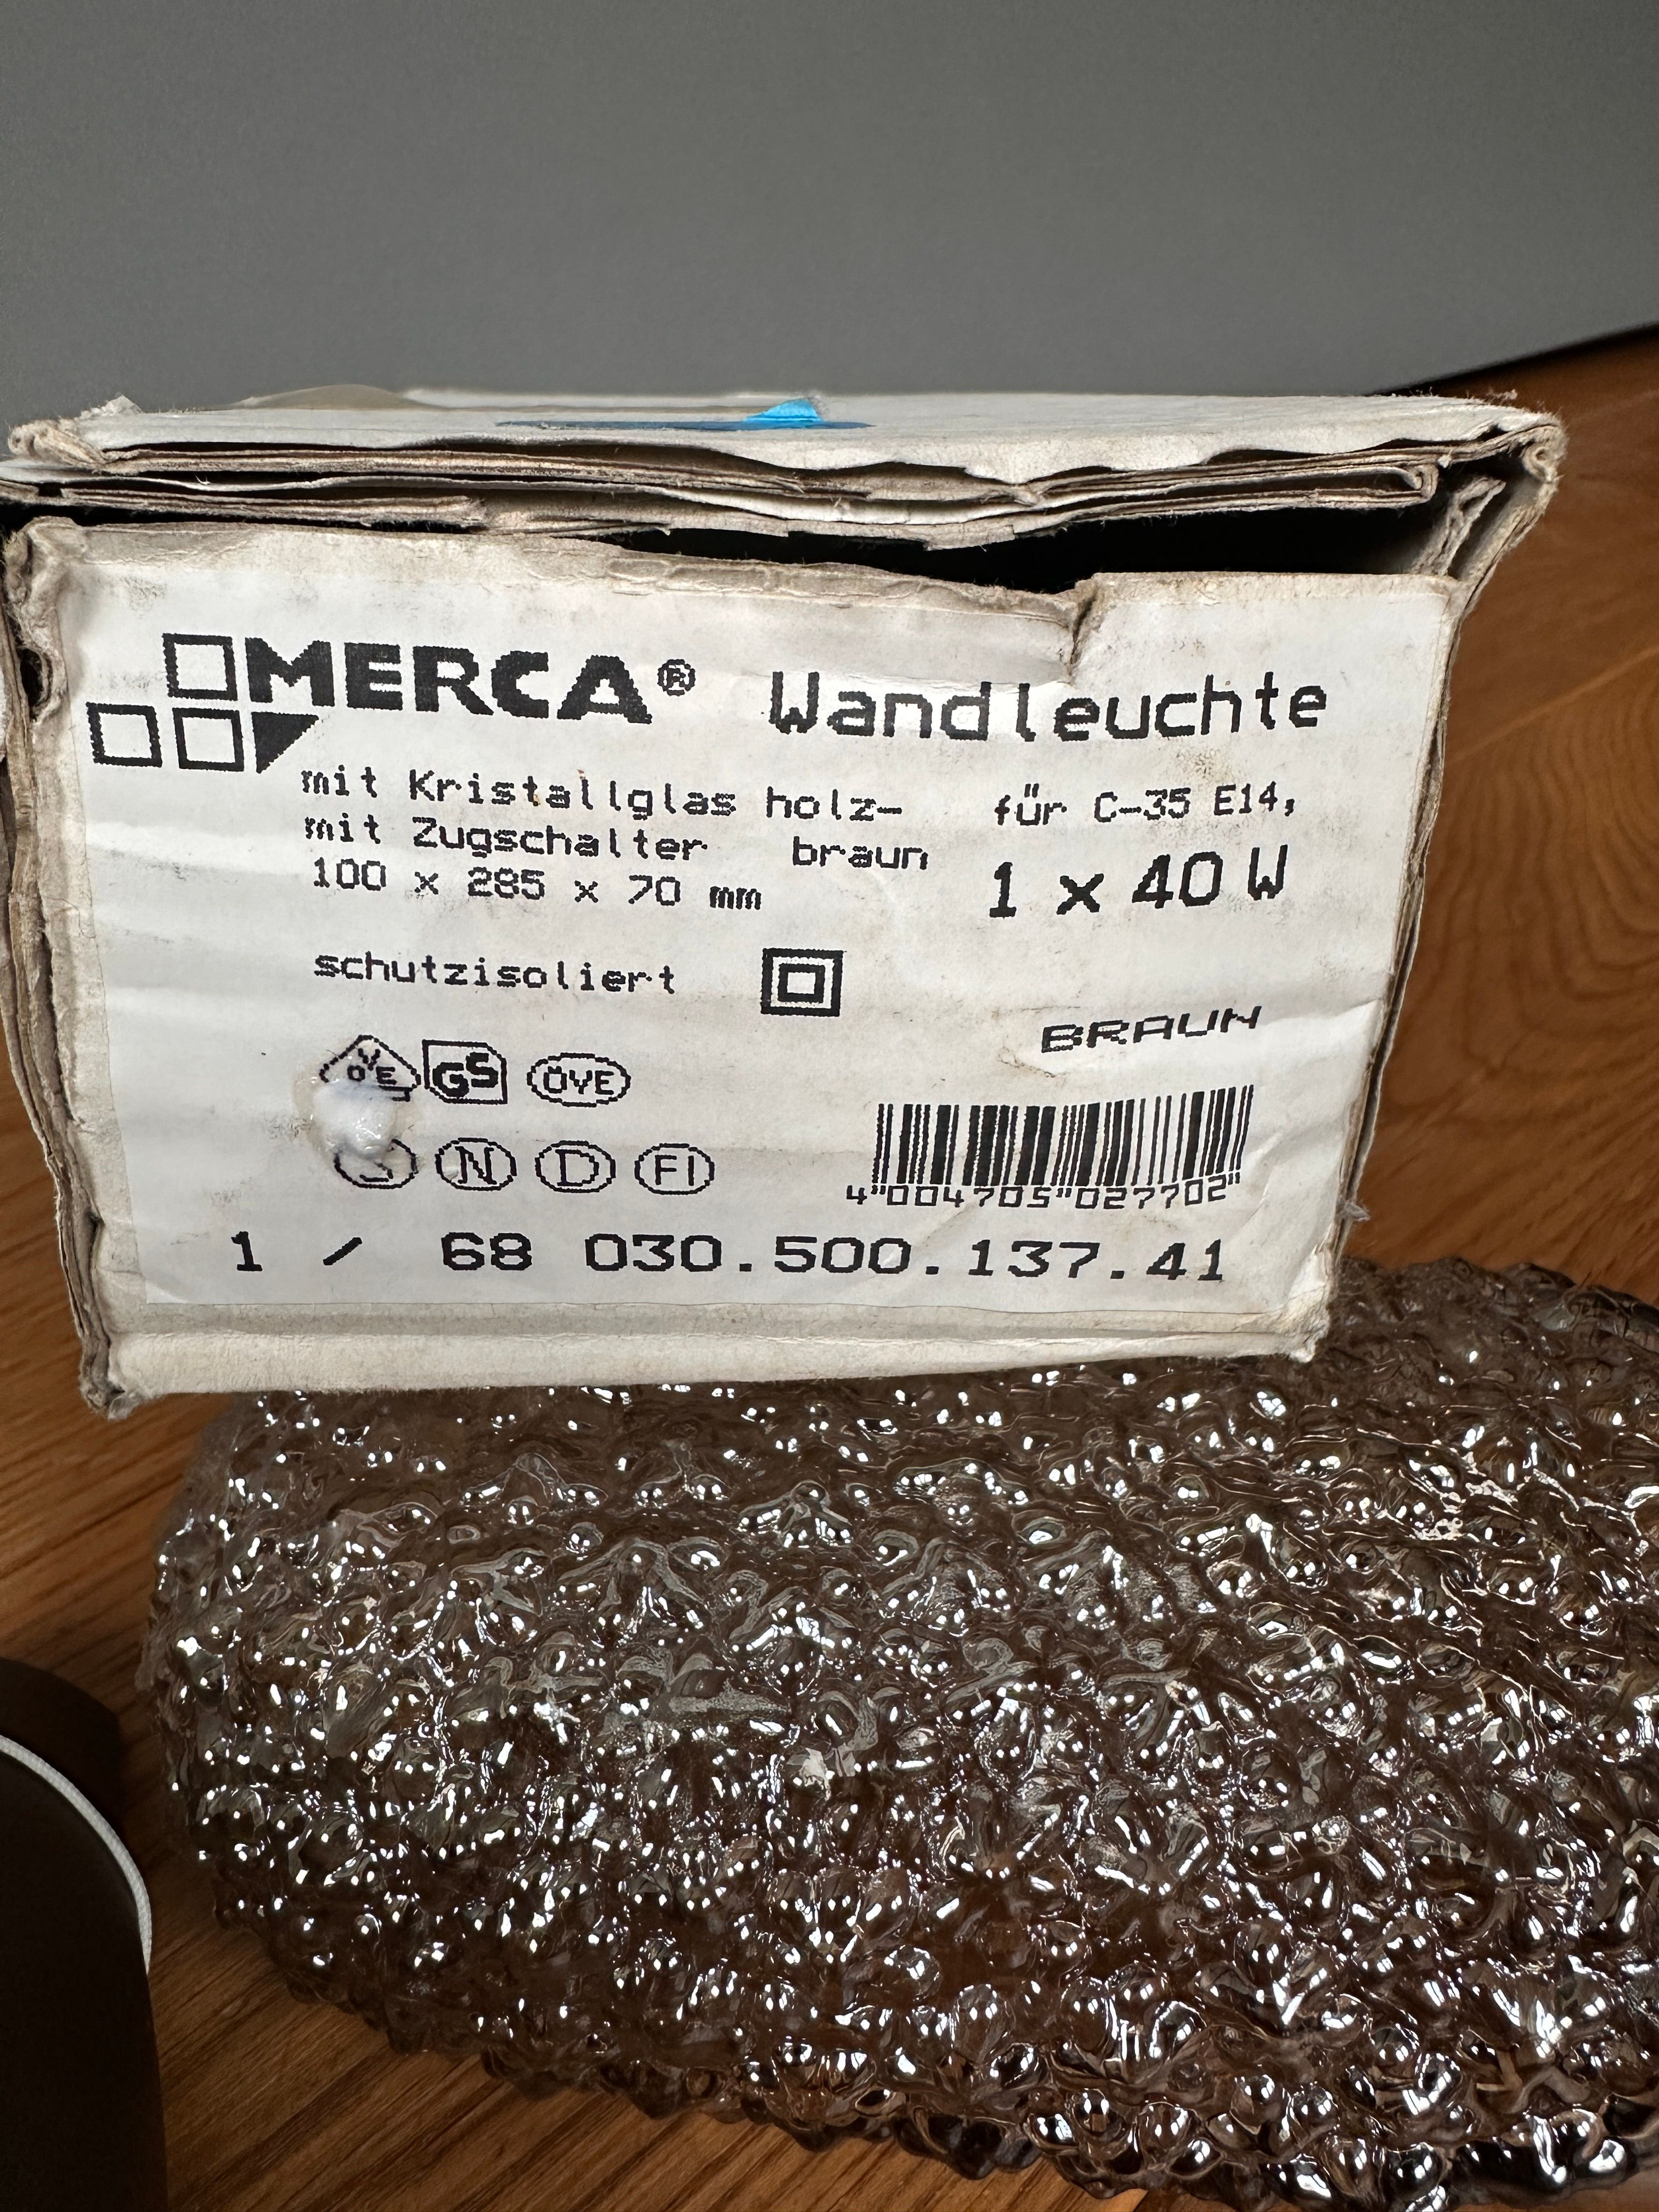 MERCA® Wandleuchte
mit Kristallglas holz- für C-35 E14,
mit Zugschalter braun
100 x 285 x 70 mm 1 x 40 W
schutzisoliert
BRAUN
VDE GS ÖVE
S N D FI
4"004705"027702"
1 / 68 030.500.137.41